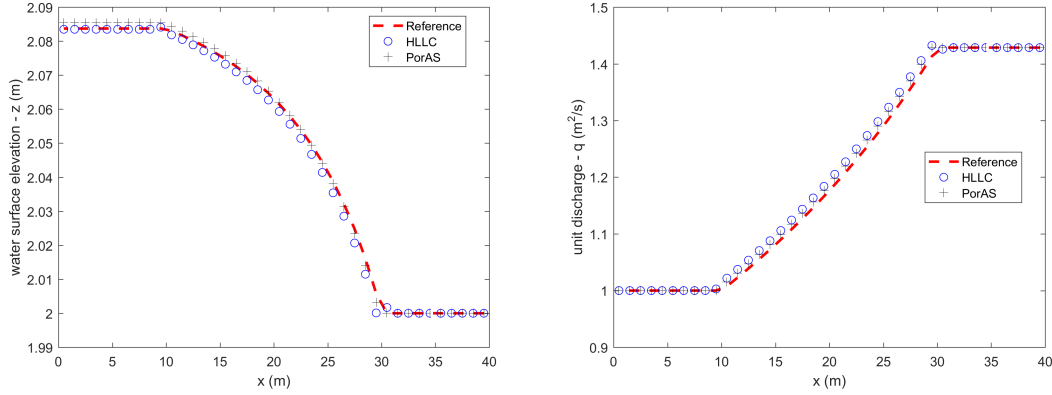 2.09
2.08
2.07
2.06
2.05
2.04
2.03
2.02
2.01
2
1.99
water surface elevation - z (m)
Reference
HLLC
PorAS
0 5 10 15 20 25 30 35 40
x (m)
1.5
1.4
1.3
1.2
1.1
1
0.9
unit discharge - q (m²/s)
Reference
HLLC
PorAS
0 5 10 15 20 25 30 35 40
x (m)